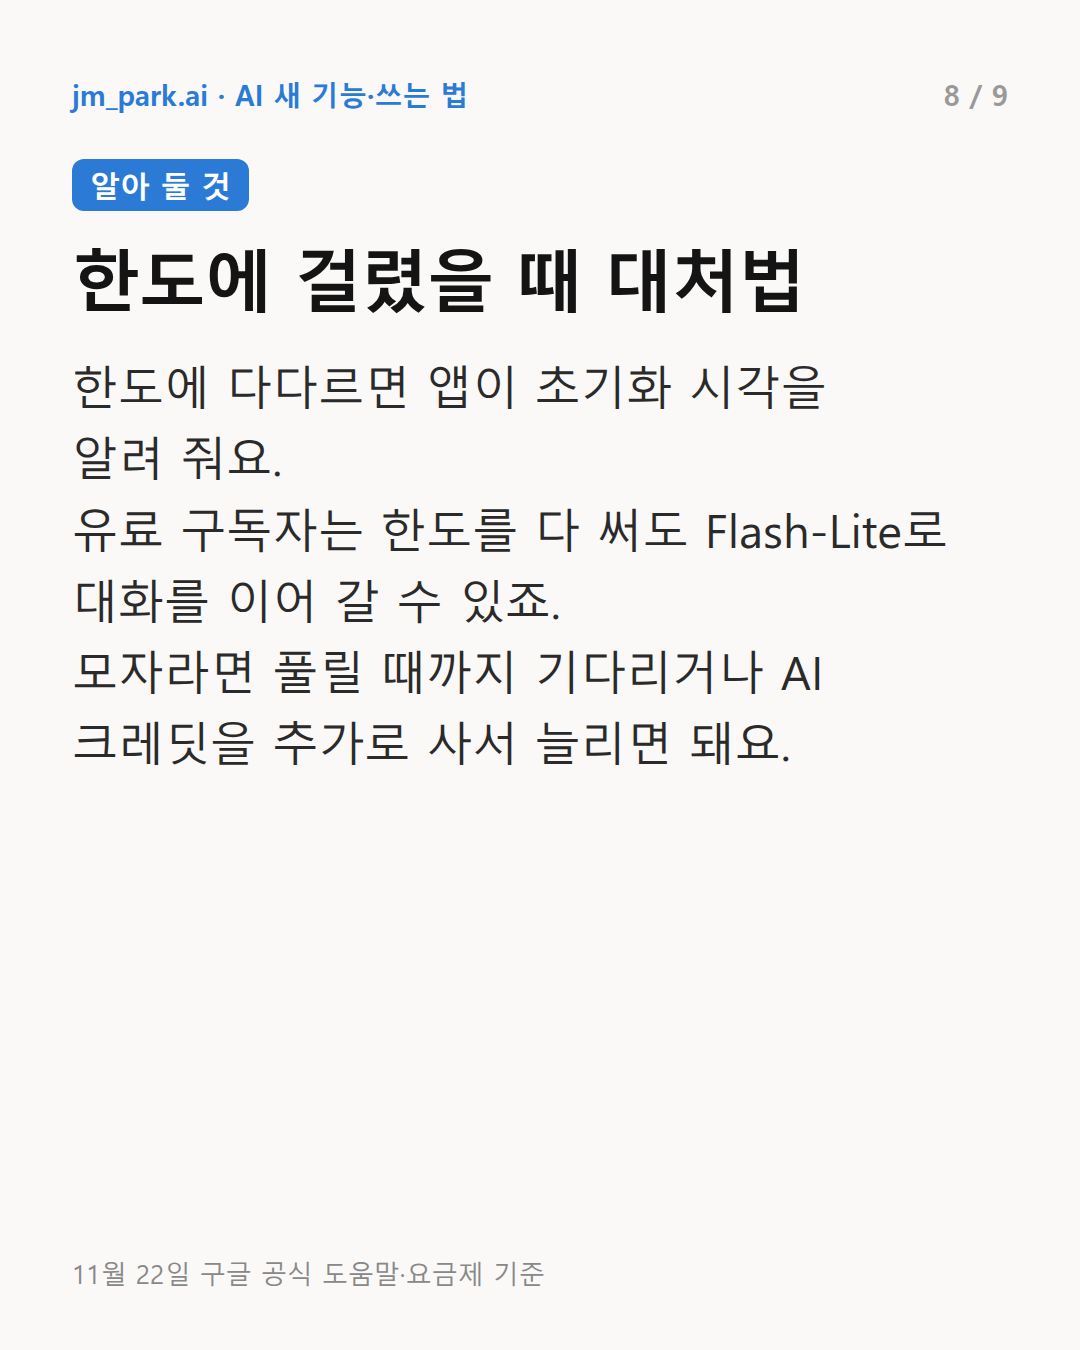 jm_park.ai · AI 새 기능·쓰는 법
8 / 9
알아 둘 것
한도에 걸렸을 때 대처법
한도에 다다르면 앱이 초기화 시각을
알려 줘요.
유료 구독자는 한도를 다 써도 Flash-Lite로
대화를 이어 갈 수 있죠.
모자라면 풀릴 때까지 기다리거나 AI
크레딧을 추가로 사서 늘리면 돼요.
11월 22일 구글 공식 도움말·요금제 기준